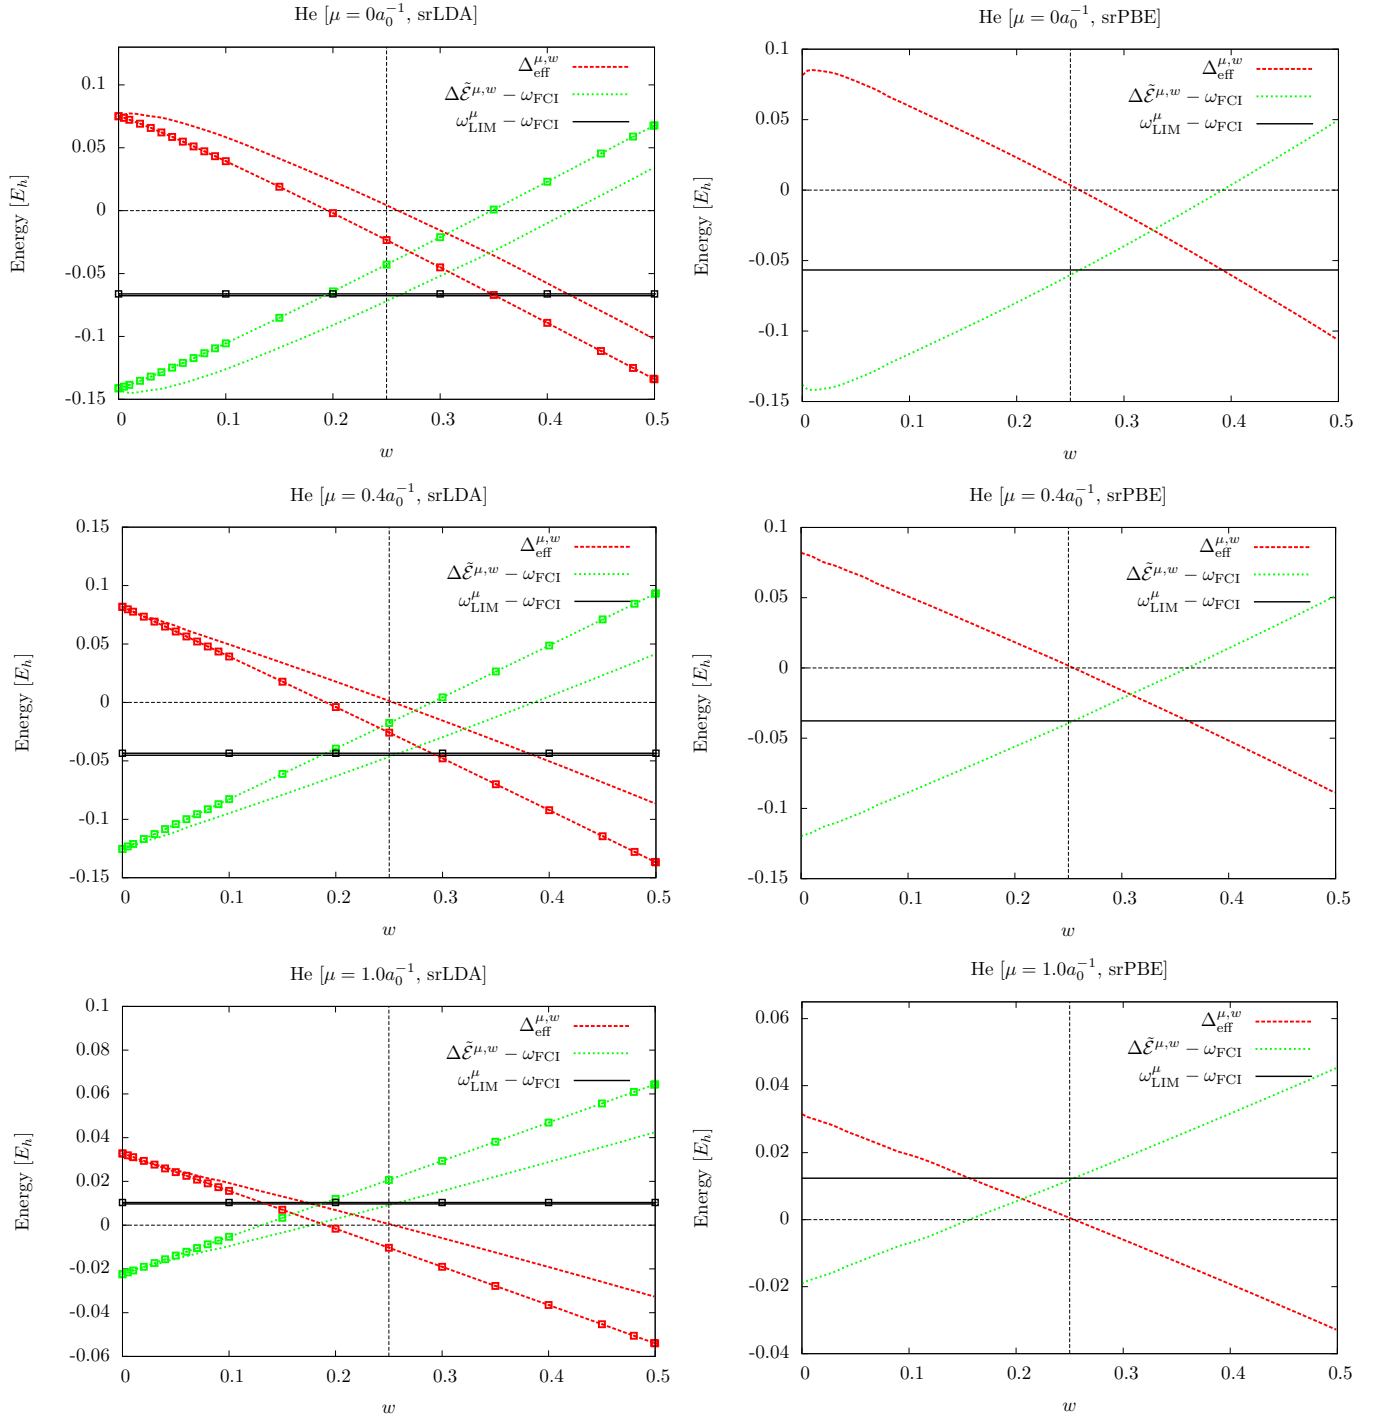 He [μ = 0a₀⁻¹, srLDA]
Energy [E_h]
0.1
0.05
0
-0.05
-0.1
-0.15
Δ_eff^{μ,w}
Δℰ̃^{μ,w} − ω_FCI
ω_LIM^μ − ω_FCI
0 0.1 0.2 0.3 0.4 0.5
w
He [μ = 0a₀⁻¹, srPBE]
Energy [E_h]
0.1
0.05
0
-0.05
-0.1
-0.15
Δ_eff^{μ,w}
Δℰ̃^{μ,w} − ω_FCI
ω_LIM^μ − ω_FCI
0 0.1 0.2 0.3 0.4 0.5
w
He [μ = 0.4a₀⁻¹, srLDA]
Energy [E_h]
0.15
0.1
0.05
0
-0.05
-0.1
-0.15
Δ_eff^{μ,w}
Δℰ̃^{μ,w} − ω_FCI
ω_LIM^μ − ω_FCI
0 0.1 0.2 0.3 0.4 0.5
w
He [μ = 0.4a₀⁻¹, srPBE]
Energy [E_h]
0.1
0.05
0
-0.05
-0.1
-0.15
Δ_eff^{μ,w}
Δℰ̃^{μ,w} − ω_FCI
ω_LIM^μ − ω_FCI
0 0.1 0.2 0.3 0.4 0.5
w
He [μ = 1.0a₀⁻¹, srLDA]
Energy [E_h]
0.1
0.08
0.06
0.04
0.02
0
-0.02
-0.04
-0.06
Δ_eff^{μ,w}
Δℰ̃^{μ,w} − ω_FCI
ω_LIM^μ − ω_FCI
0 0.1 0.2 0.3 0.4 0.5
w
He [μ = 1.0a₀⁻¹, srPBE]
Energy [E_h]
0.06
0.04
0.02
0
-0.02
-0.04
Δ_eff^{μ,w}
Δℰ̃^{μ,w} − ω_FCI
ω_LIM^μ − ω_FCI
0 0.1 0.2 0.3 0.4 0.5
w